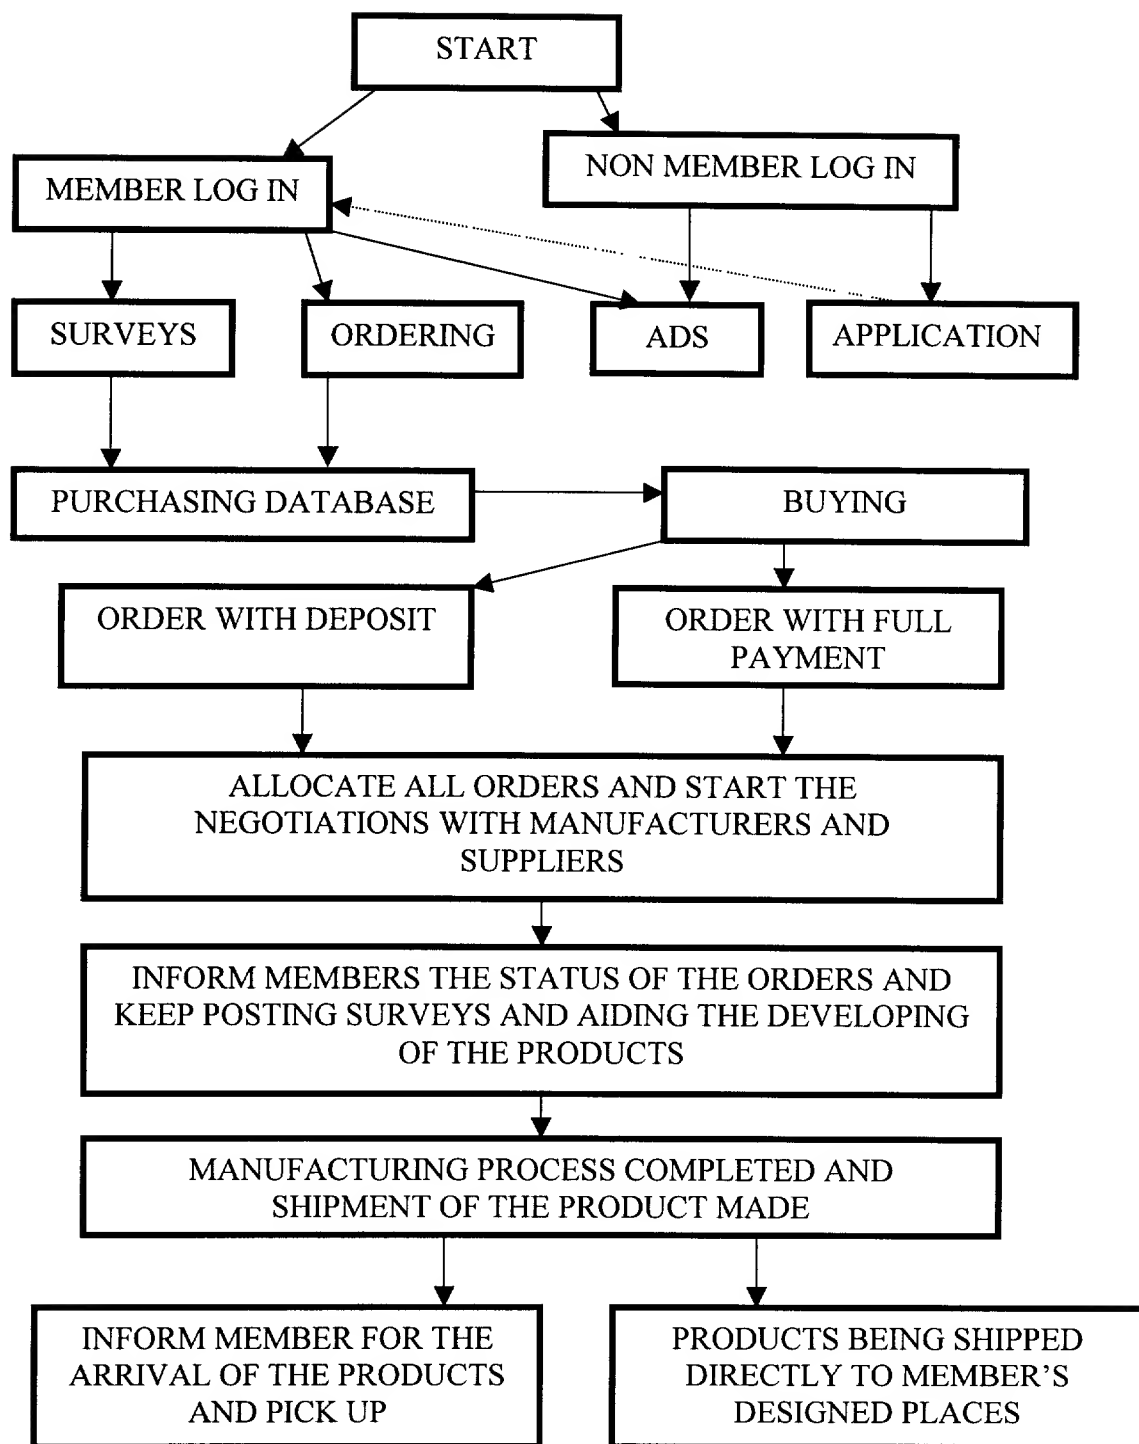 START
MEMBER LOG IN
NON MEMBER LOG IN
SURVEYS
ORDERING
ADS
APPLICATION
PURCHASING DATABASE
BUYING
ORDER WITH DEPOSIT
ORDER WITH FULL
PAYMENT
ALLOCATE ALL ORDERS AND START THE
NEGOTIATIONS WITH MANUFACTURERS AND
SUPPLIERS
INFORM MEMBERS THE STATUS OF THE ORDERS AND
KEEP POSTING SURVEYS AND AIDING THE DEVELOPING
OF THE PRODUCTS
MANUFACTURING PROCESS COMPLETED AND
SHIPMENT OF THE PRODUCT MADE
INFORM MEMBER FOR THE
ARRIVAL OF THE PRODUCTS
AND PICK UP
PRODUCTS BEING SHIPPED
DIRECTLY TO MEMBER'S
DESIGNED PLACES